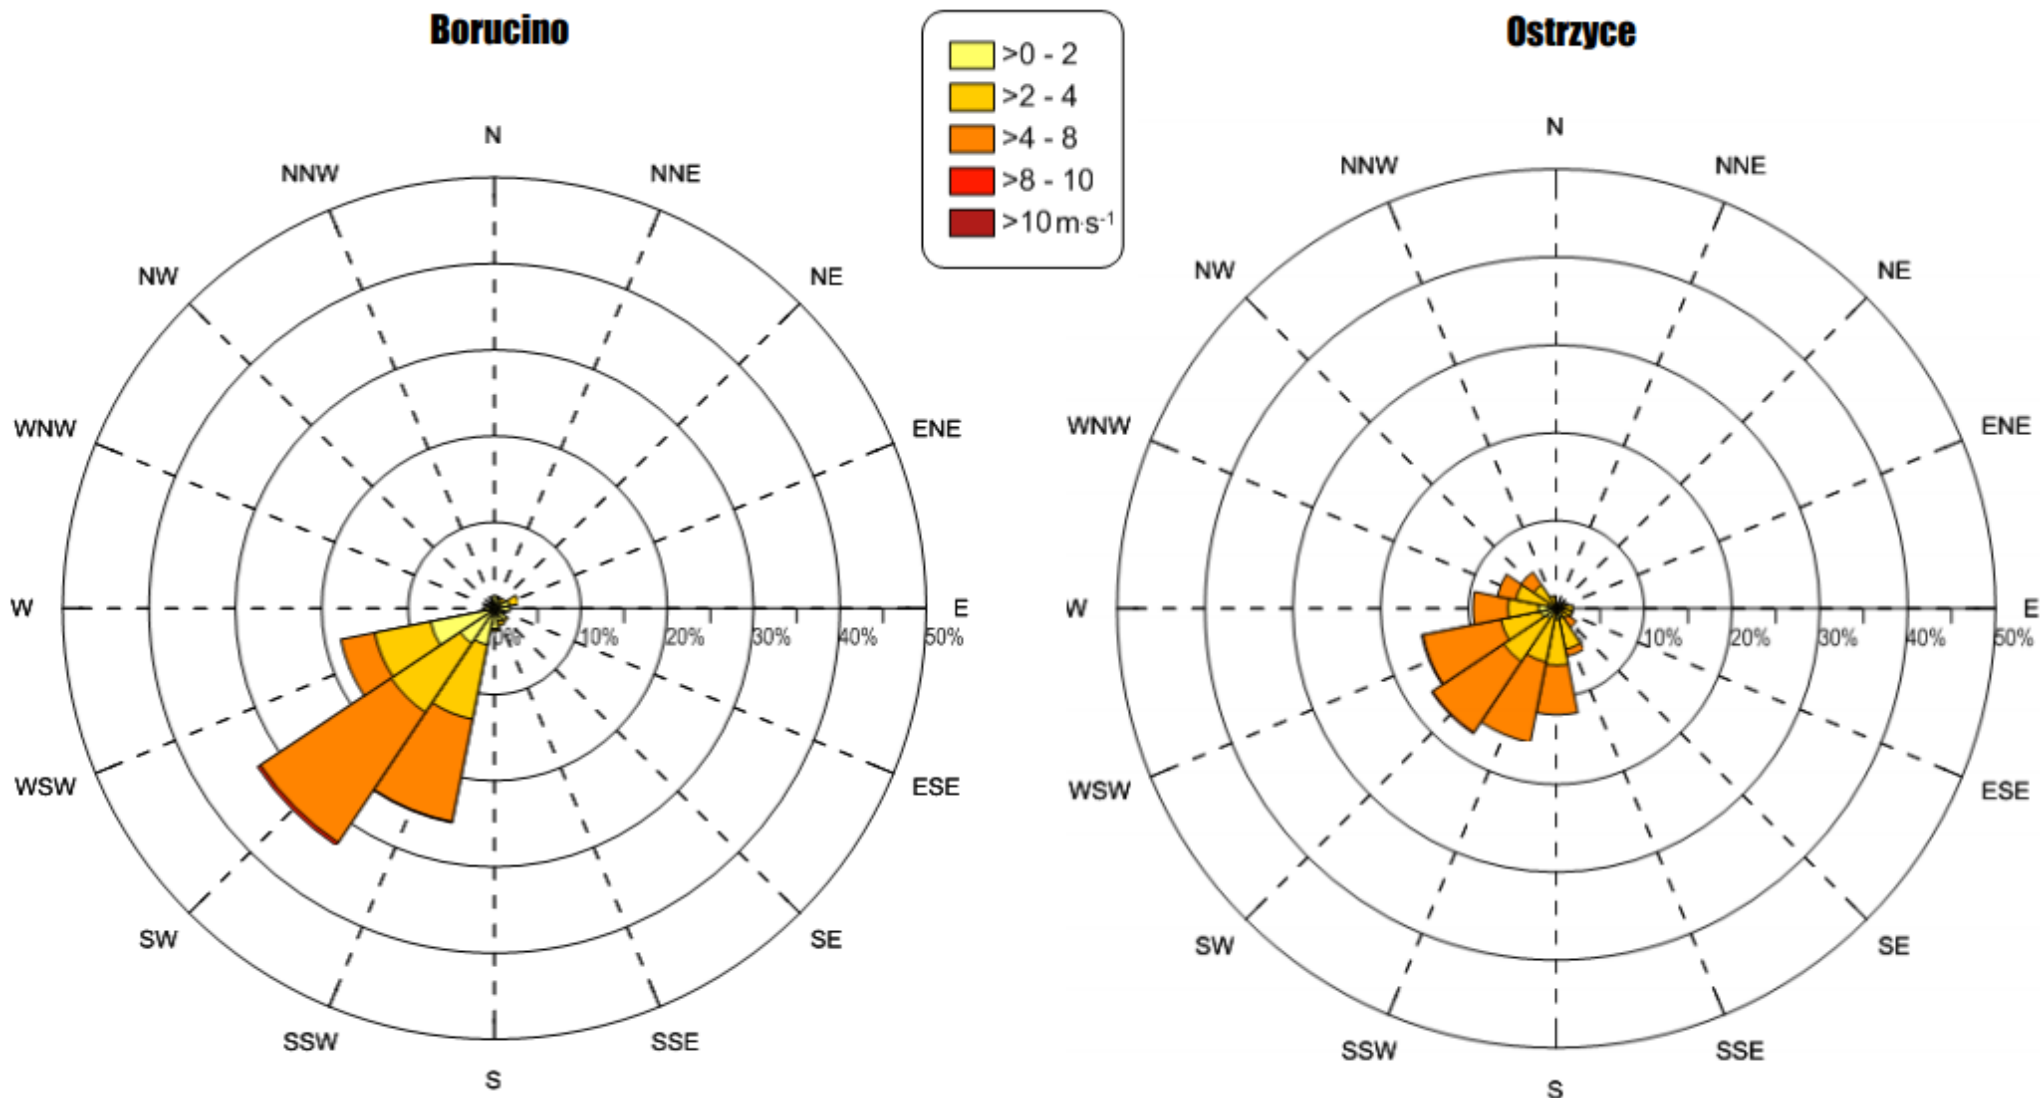 Borucino
Ostrzyce
>0 - 2
>2 - 4
>4 - 8
>8 - 10
>10 m·s⁻¹
N
NNW
NNE
NW
NE
WNW
ENE
W
E
0%
10%
20%
30%
40%
50%
WSW
ESE
SW
SE
SSW
SSE
S
N
NNW
NNE
NW
NE
WNW
ENE
W
E
10%
20%
30%
40%
50%
WSW
ESE
SW
SE
SSW
SSE
S